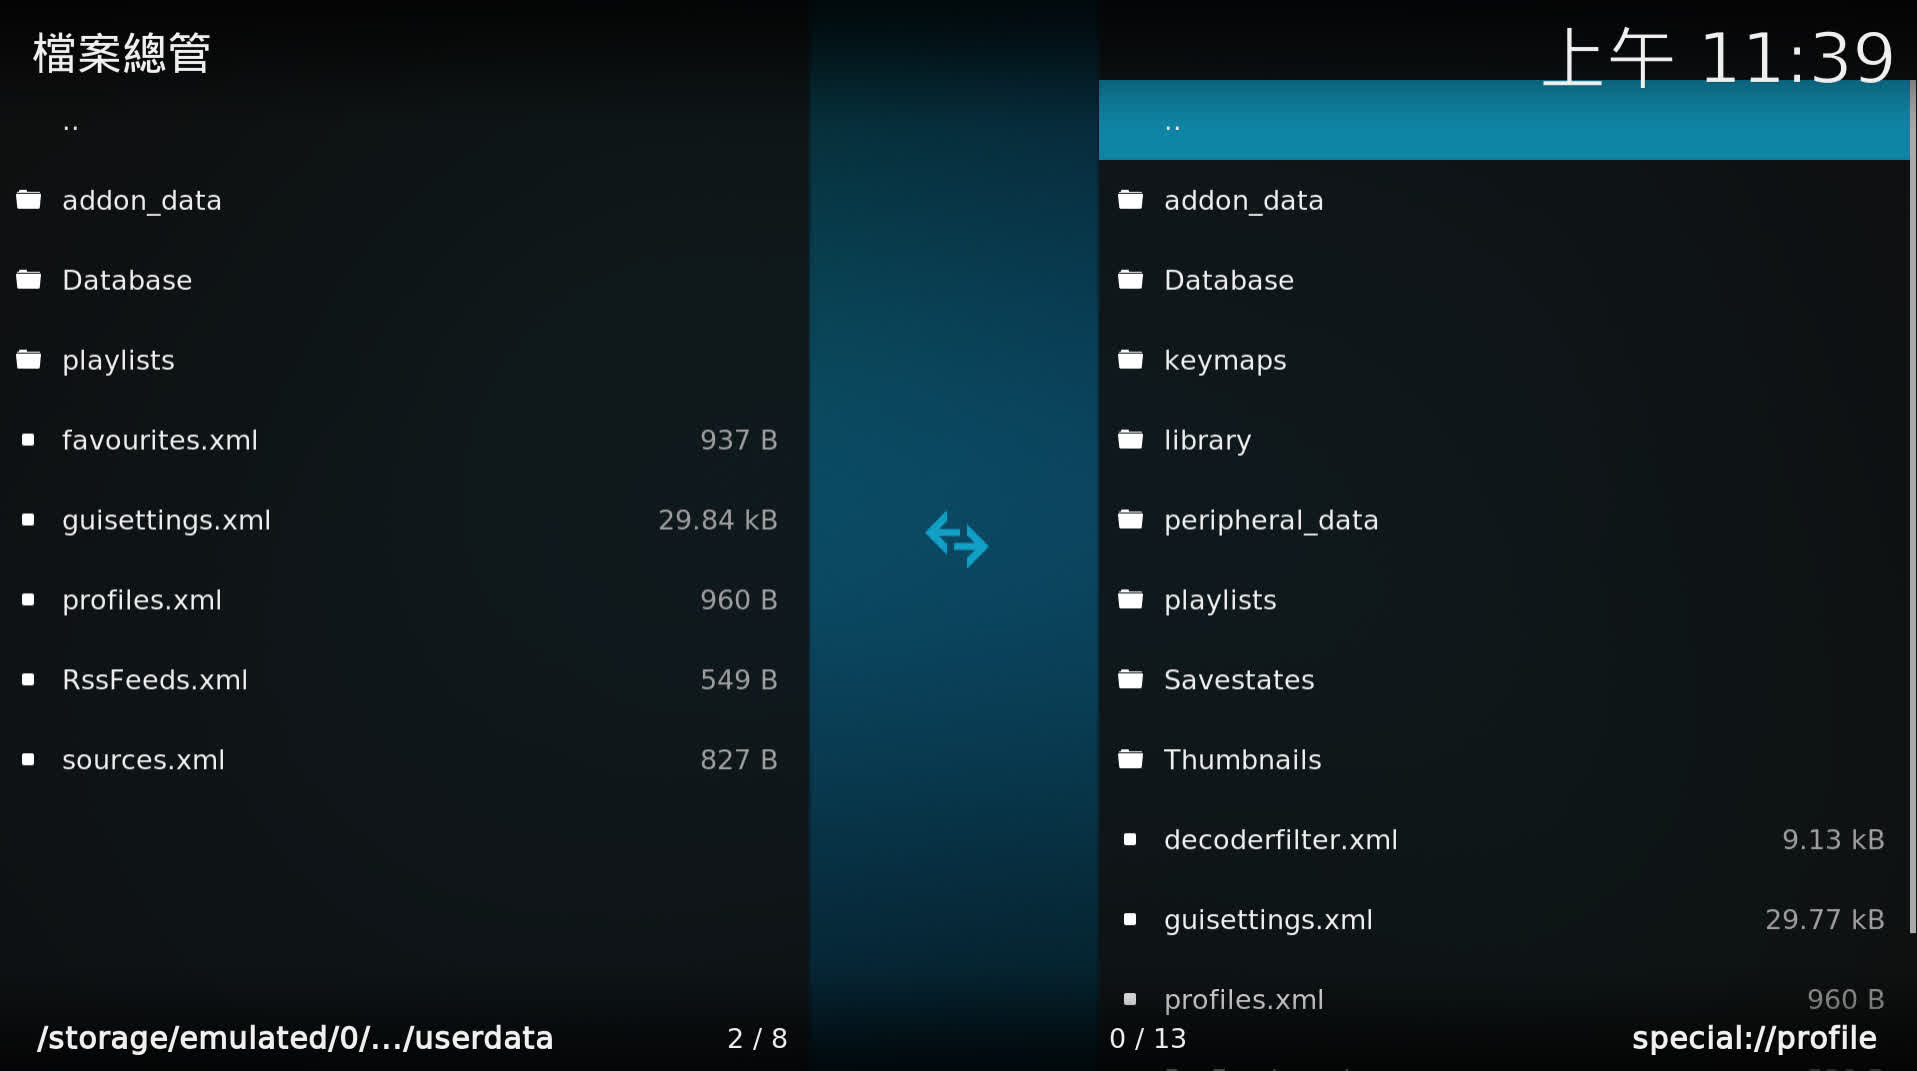 檔案總管
上午 11:39
..
addon_data
Database
playlists
favourites.xml 937 B
guisettings.xml 29.84 kB
profiles.xml 960 B
RssFeeds.xml 549 B
sources.xml 827 B
/storage/emulated/0/.../userdata 2 / 8
..
addon_data
Database
keymaps
library
peripheral_data
playlists
Savestates
Thumbnails
decoderfilter.xml 9.13 kB
guisettings.xml 29.77 kB
profiles.xml 960 B
0 / 13 special://profile